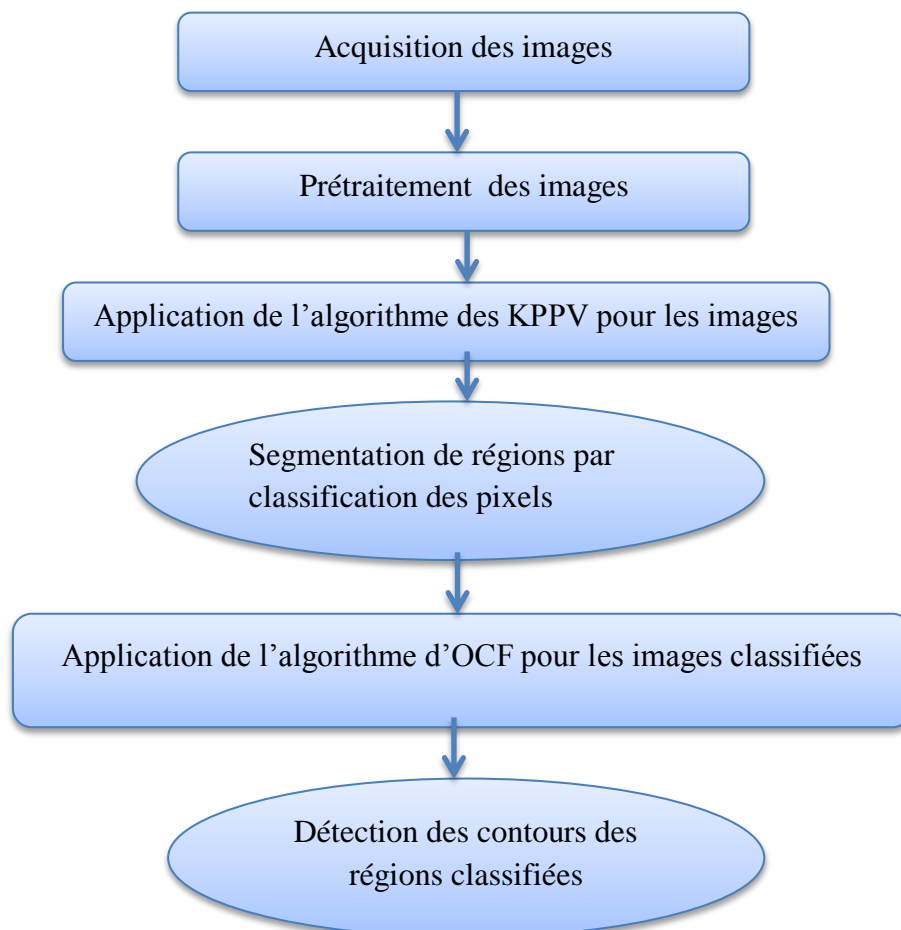 Acquisition des images
Prétraitement des images
Application de l’algorithme des KPPV pour les images
Segmentation de régions par
classification des pixels
Application de l’algorithme d’OCF pour les images classifiées
Détection des contours des
régions classifiées